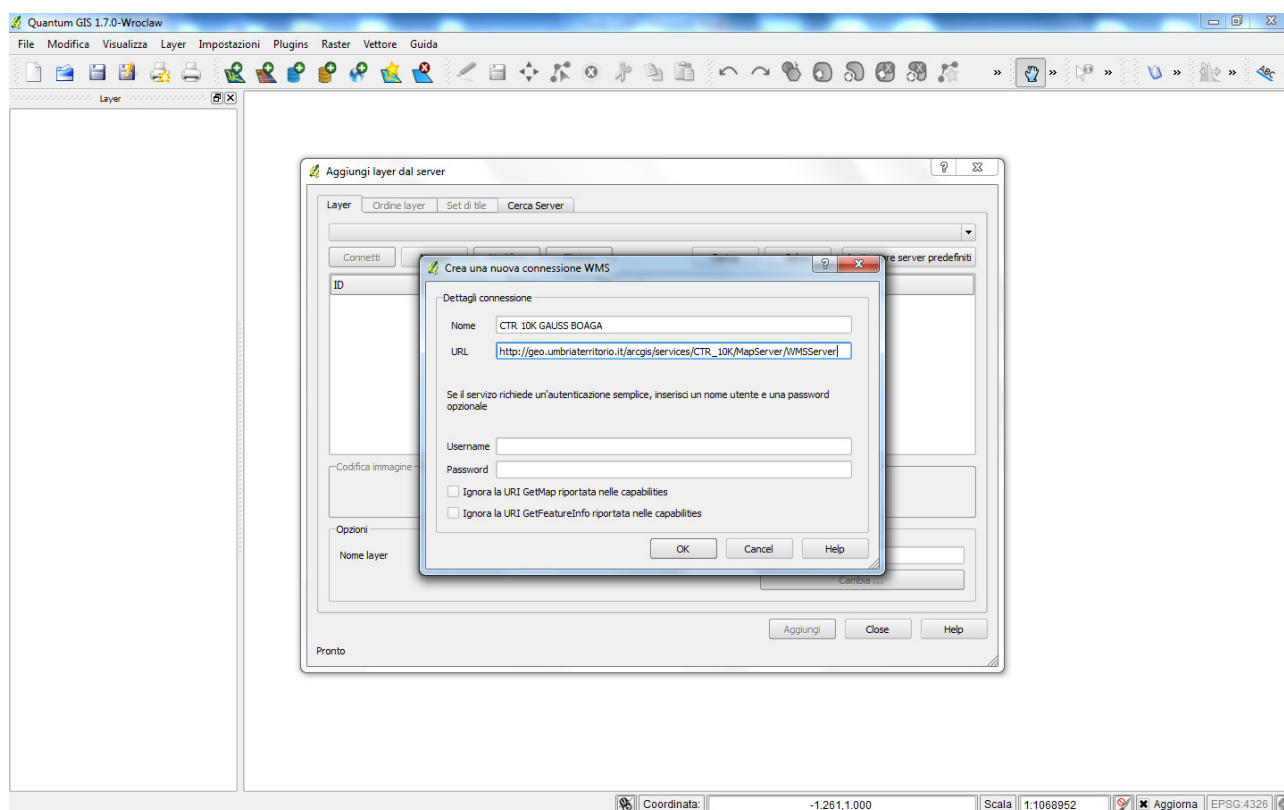 Quantum GIS 1.7.0-Wroclaw
File Modifica Visualizza Layer Impostazioni Plugins Raster Vettore Guida
» » » »
ABC
Layer
Aggiungi layer dal server
Layer Ordine layer Set di tile Cerca Server
Connetti
re server predefiniti
ID
Crea una nuova connessione WMS
Dettagli connessione
Nome CTR 10K GAUSS BOAGA
URL http://geo.umbriaterritorio.it/arcgis/services/CTR_10K/MapServer/WMSServer
Se il servizo richiede un'autenticazione semplice, inserisci un nome utente e una password
opzionale
Username
Password
Ignora la URI GetMap riportata nelle capabilities
Ignora la URI GetFeatureInfo riportata nelle capabilities
OK Cancel Help
Codifica immagine
Opzioni
Nome layer
Cambia ...
Aggiungi Close Help
Pronto
Coordinata: -1.261,1.000 Scala 1:1068952 Aggiorna EPSG:4326